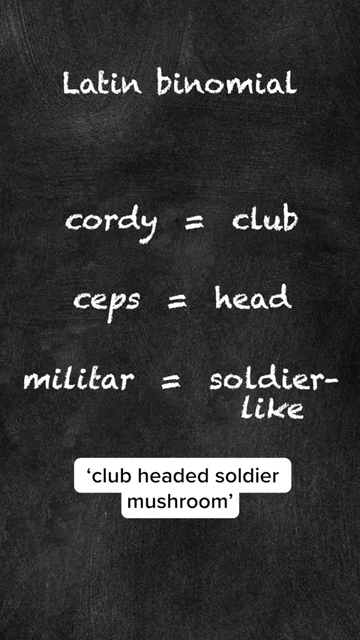 Latin binomial
cordy = club
ceps = head
militar = soldier-
like
‘club headed soldier
mushroom’